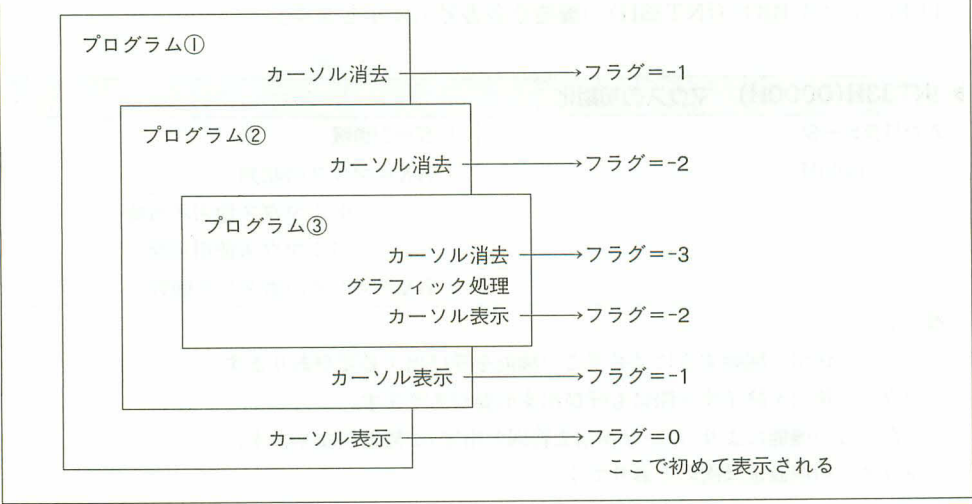 プログラム①
カーソル消去 → フラグ=-1
プログラム②
カーソル消去 → フラグ=-2
プログラム③
カーソル消去 → フラグ=-3
グラフィック処理
カーソル表示 → フラグ=-2
カーソル表示 → フラグ=-1
カーソル表示 → フラグ=0
ここで初めて表示される